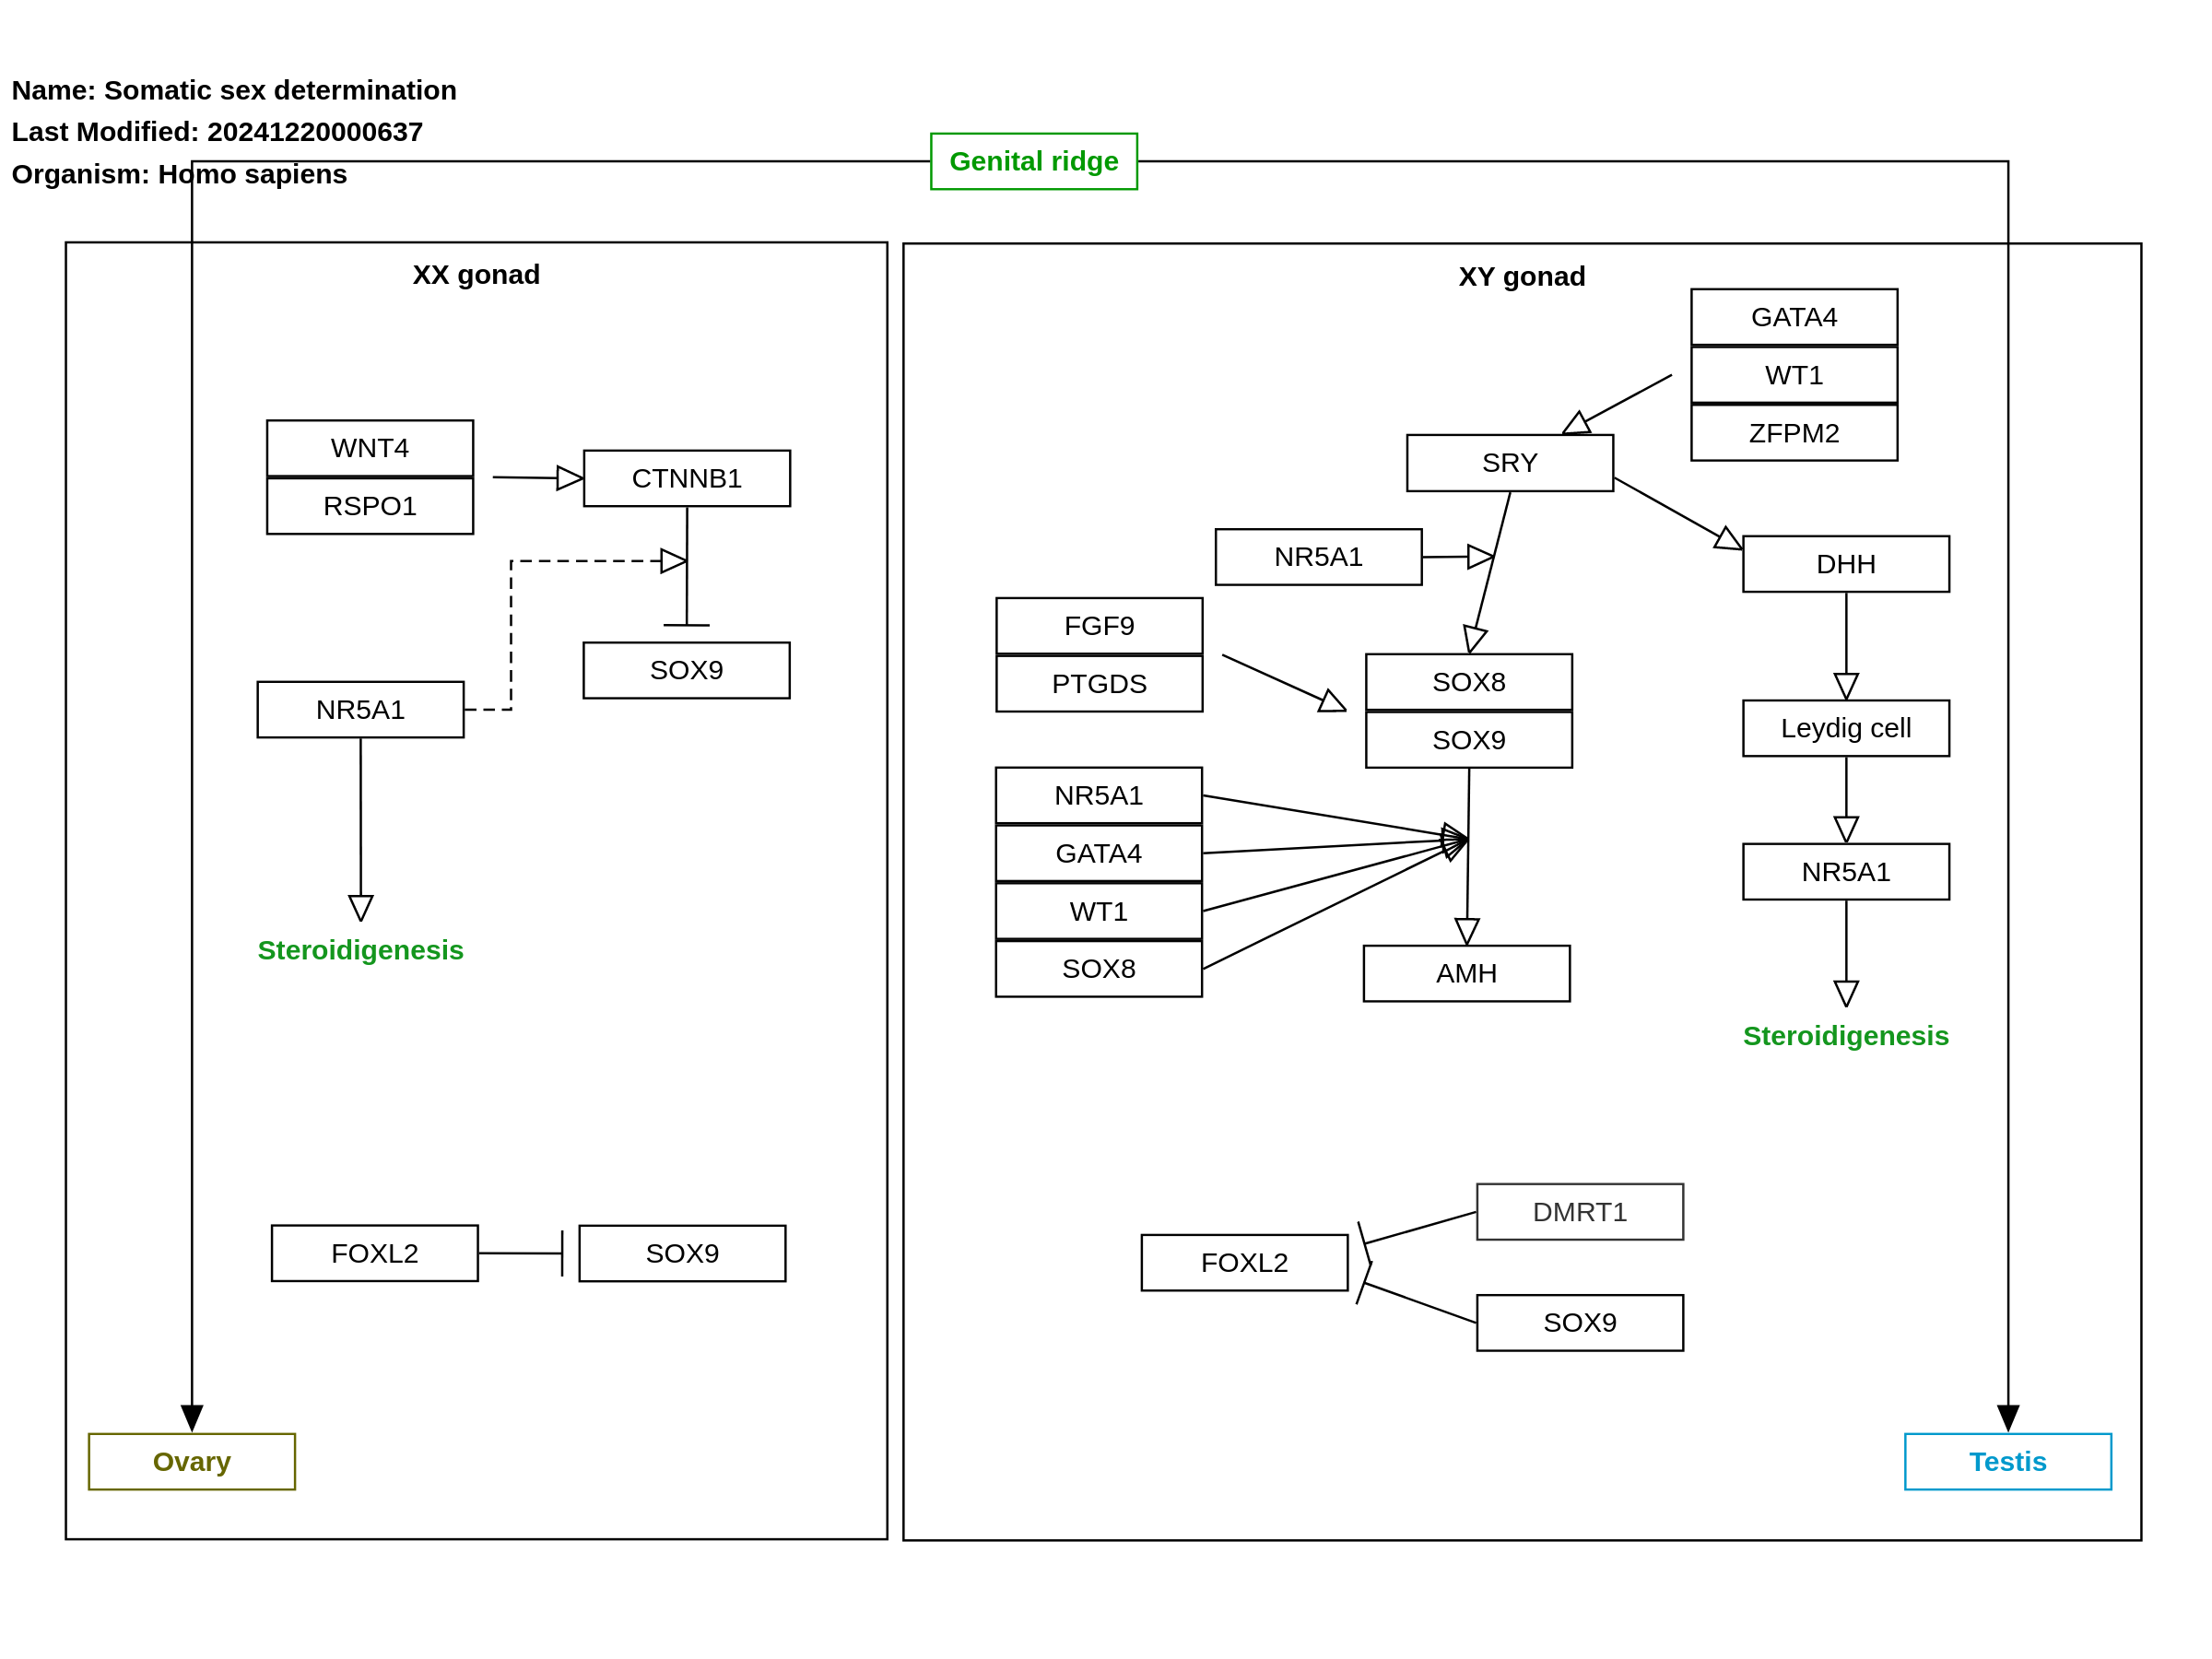 Name: Somatic sex determination
Last Modified: 20241220000637
Organism: Homo sapiens
Genital ridge
XX gonad
WNT4
RSPO1
CTNNB1
SOX9
NR5A1
Steroidigenesis
FOXL2
SOX9
Ovary
XY gonad
GATA4
WT1
ZFPM2
SRY
NR5A1
DHH
FGF9
PTGDS
SOX8
SOX9
Leydig cell
NR5A1
GATA4
WT1
SOX8
NR5A1
AMH
Steroidigenesis
DMRT1
FOXL2
SOX9
Testis